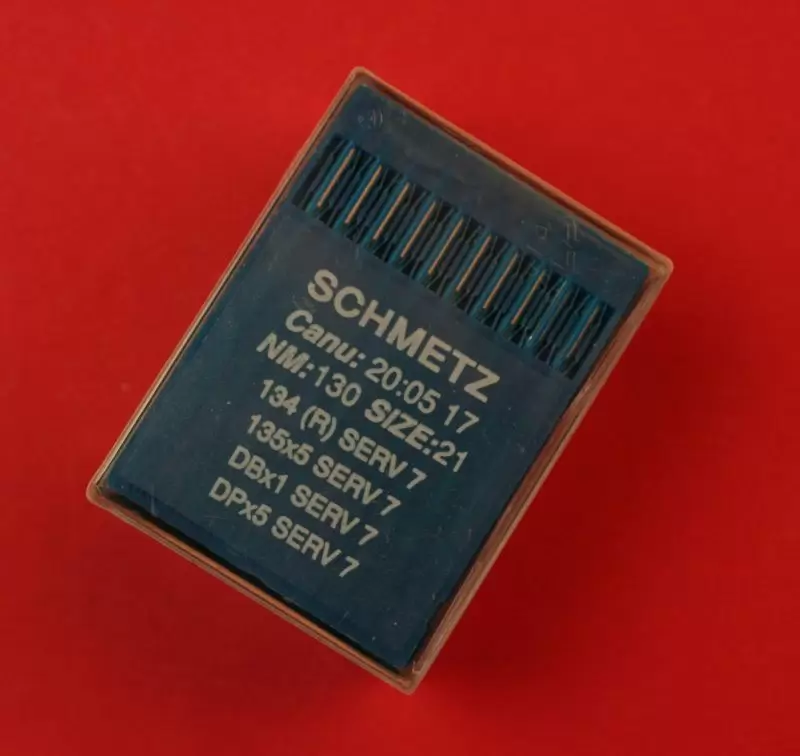 SCHMETZ
Canu: 20:05 17
NM:130 SIZE:21
134 (R) SERV 7
135x5 SERV 7
DBx1 SERV 7
DPx5 SERV 7